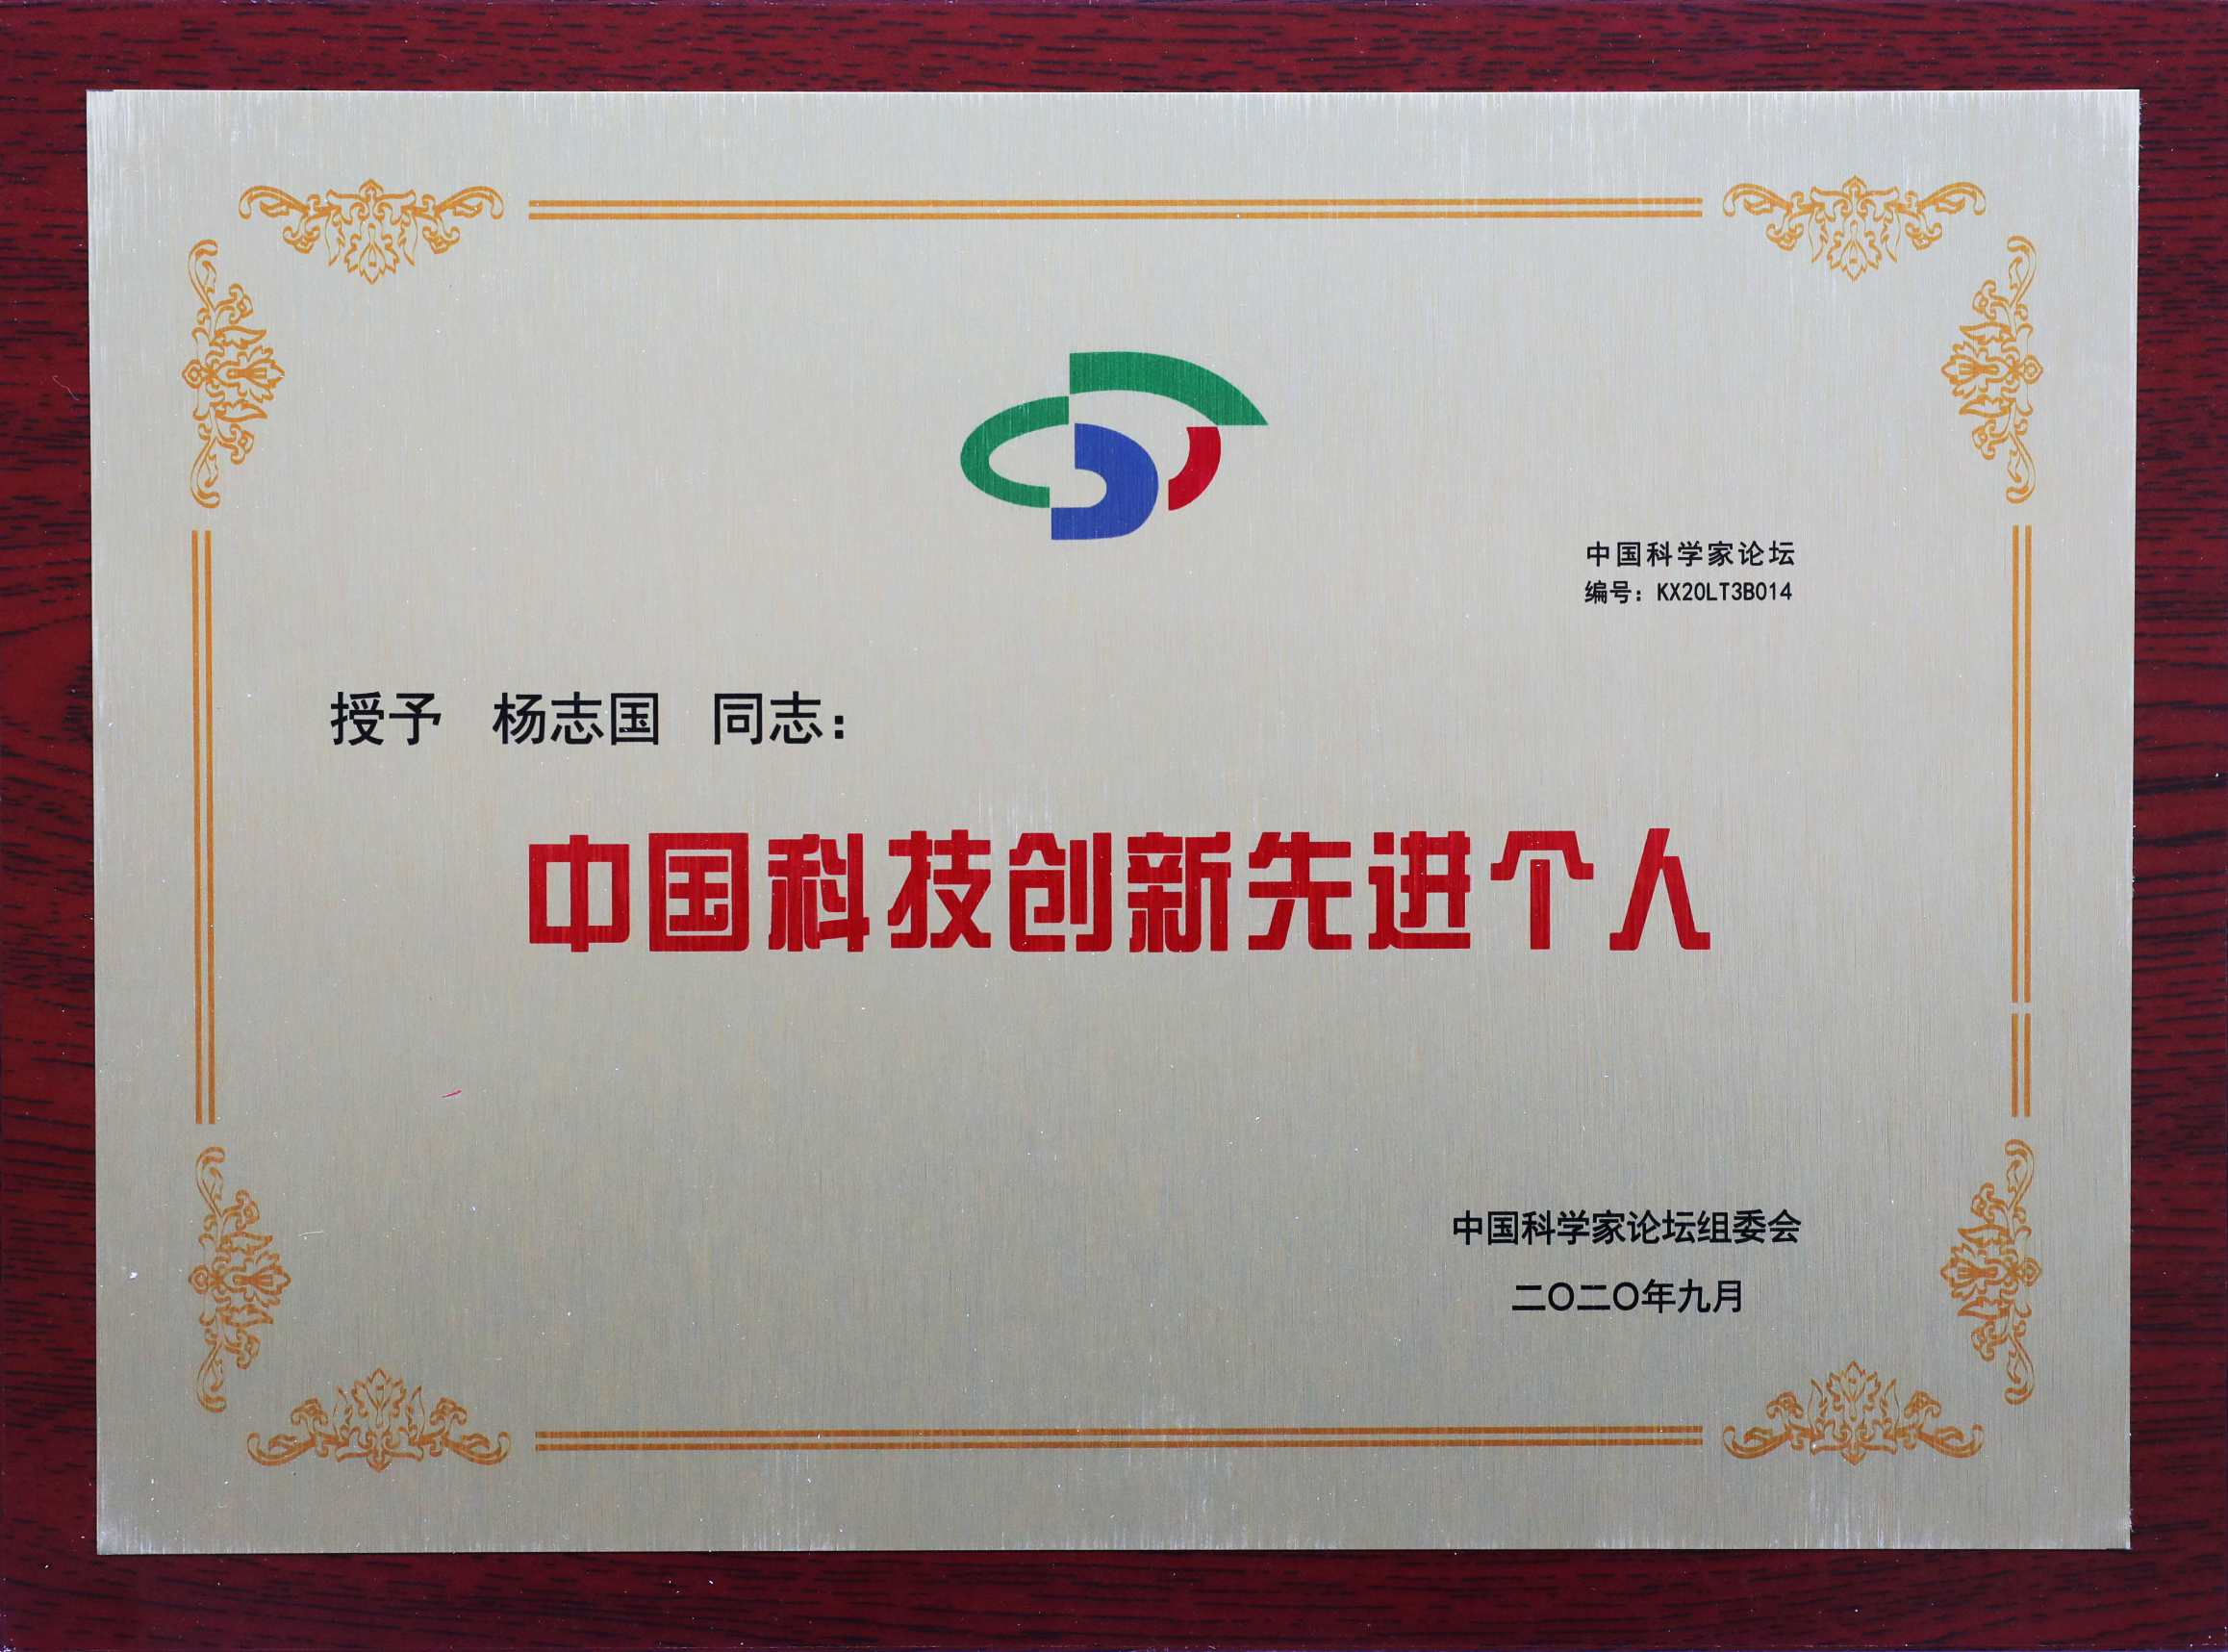 中国科学家论坛
编号：KX20LT3B014
授予 杨志国 同志：
中国科技创新先进个人
中国科学家论坛组委会
二〇二〇年九月